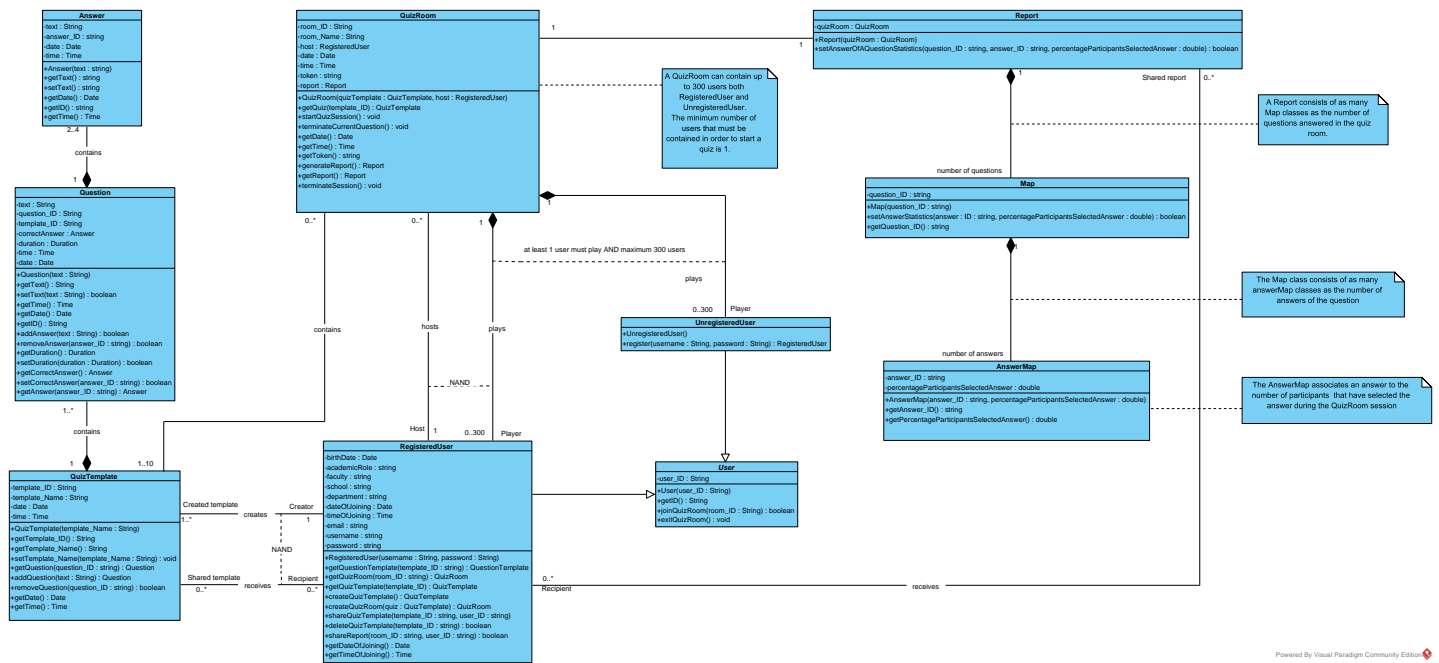 Answer
-text : String
-answer_ID : string
-date : Date
-time : Time
+Answer(text : string)
+getText() : string
+setText() : string
+getDate() : Date
+getID() : string
+getTime() : Time
2..4
contains
1
Question
-text : String
-question_ID : String
-template_ID : String
-correctAnswer : Answer
-duration : Duration
-time : Time
-date : Date
+Question(text : String)
+getText() : String
+setText(text : String) : boolean
+getTime() : Time
+getDate() : Date
+getID() : String
+addAnswer(text : String) : boolean
+removeAnswer(answer_ID : string) : boolean
+getDuration() : Duration
+setDuration(duration : Duration) : boolean
+getCorrectAnswer() : Answer
+setCorrectAnswer(answer_ID : string) : boolean
+getAnswer(answer_ID : string) : Answer
1..*
contains
1
QuizTemplate
-template_ID : String
-template_Name : String
-date : Date
-time : Time
+QuizTemplate(template_Name : String)
+getTemplate_ID() : String
+getTemplate_Name() : String
+setTemplate_Name(template_Name : String) : void
+getQuestion(question_ID : string) : Question
+addQuestion(text : String) : Question
+removeQuestion(question_ID : string) : boolean
+getDate() : Date
+getTime() : Time
QuizRoom
-room_ID : String
-room_Name : String
-host : RegisteredUser
-date : Date
-time : Time
-token : string
-report : Report
+QuizRoom(quizTemplate : QuizTemplate, host : RegisteredUser)
+getQuiz(template_ID) : QuizTemplate
+startQuizSession() : void
+terminateCurrentQuestion() : void
+getDate() : Date
+getTime() : Time
+getToken() : string
+generateReport() : Report
+getReport() : Report
+terminateSession() : void
1
1
A QuizRoom can contain up
to 300 users both
RegisteredUser and
UnregisteredUser.
The minimum number of
users that must be
contained in order to start a
quiz is 1.
1
0..*
0..*
1
at least 1 user must play AND maximum 300 users
plays
contains
hosts
plays
NAND
0..300
Player
UnregisteredUser
+UnregisteredUser()
+register(username : String, password : String) : RegisteredUser
Host
1
0..300
Player
1..10
RegisteredUser
-birthDate : Date
-academicRole : string
-faculty : string
-school : string
-department : string
-dateOfJoining : Date
-timeOfJoining : Time
-email : string
-username : string
-password : string
+RegisteredUser(username : String, password : String)
+getQuestionTemplate(template_ID : string) : QuestionTemplate
+getQuizRoom(room_ID : string) : QuizRoom
+getQuizTemplate(template_ID) : QuizTemplate
+createQuizTemplate() : QuizTemplate
+createQuizRoom(quiz : QuizTemplate) : QuizRoom
+shareQuizTemplate(template_ID : string, user_ID : string)
+deleteQuizTemplate(template_ID : string) : boolean
+shareReport(room_ID : string, user_ID : string) : boolean
+getDateOfJoining() : Date
+getTimeOfJoining() : Time
Created template
1..*
creates
Creator
1
NAND
Shared template
0..*
receives
Recipient
0..*
User
-user_ID : String
+User(user_ID : String)
+getID() : String
+joinQuizRoom(room_ID : String) : boolean
+exitQuizRoom() : void
0..*
Recipient
receives
Report
-quizRoom : QuizRoom
+Report(quizRoom : QuizRoom)
+setAnswerOfAQuestionStatistics(question_ID : string, answer_ID : string, percentageParticipantsSelectedAnswer : double) : boolean
1
Shared report
0..*
A Report consists of as many
Map classes as the number of
questions answered in the quiz
room.
number of questions
Map
-question_ID : string
+Map(question_ID : string)
+setAnswerStatistics(answer : ID : string, percentageParticipantsSelectedAnswer : double) : boolean
+getQuestion_ID() : string
1
The Map class consists of as many
answerMap classes as the number of
answers of the question
number of answers
AnswerMap
-answer_ID : string
-percentageParticipantsSelectedAnswer : double
+AnswerMap(answer_ID : string, percentageParticipantsSelectedAnswer : double)
+getAnswer_ID() : string
+getPercentageParticipantsSelectedAnswer() : double
The AnswerMap associates an answer to the
number of participants that have selected the
answer during the QuizRoom session
Powered By Visual Paradigm Community Edition